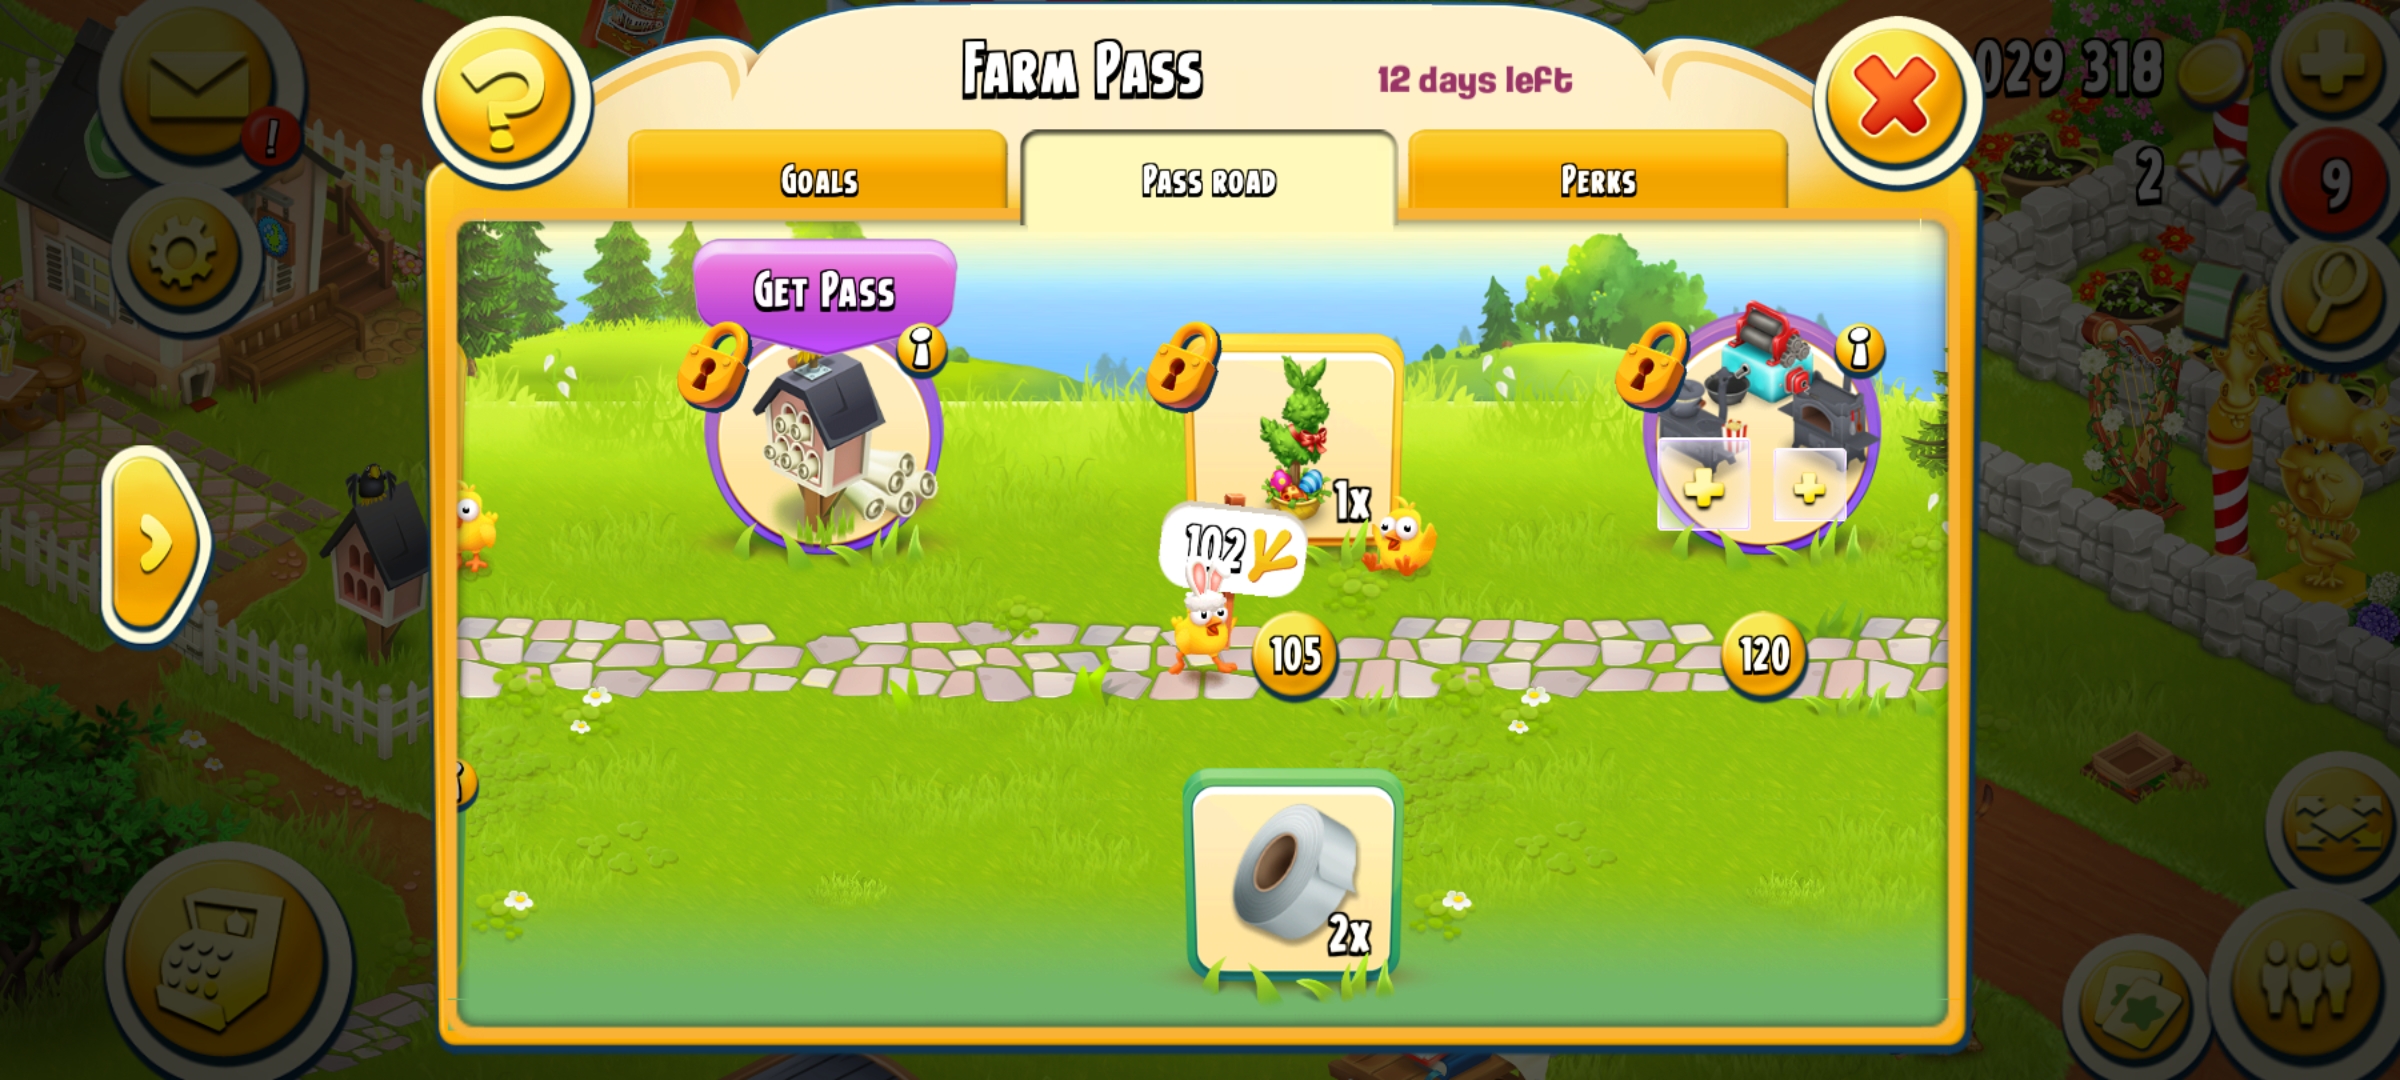 FARM PASS
12 days left
029 318
2
9
GOALS
PASS ROAD
PERKS
GET PASS
1x
102
105
120
2x